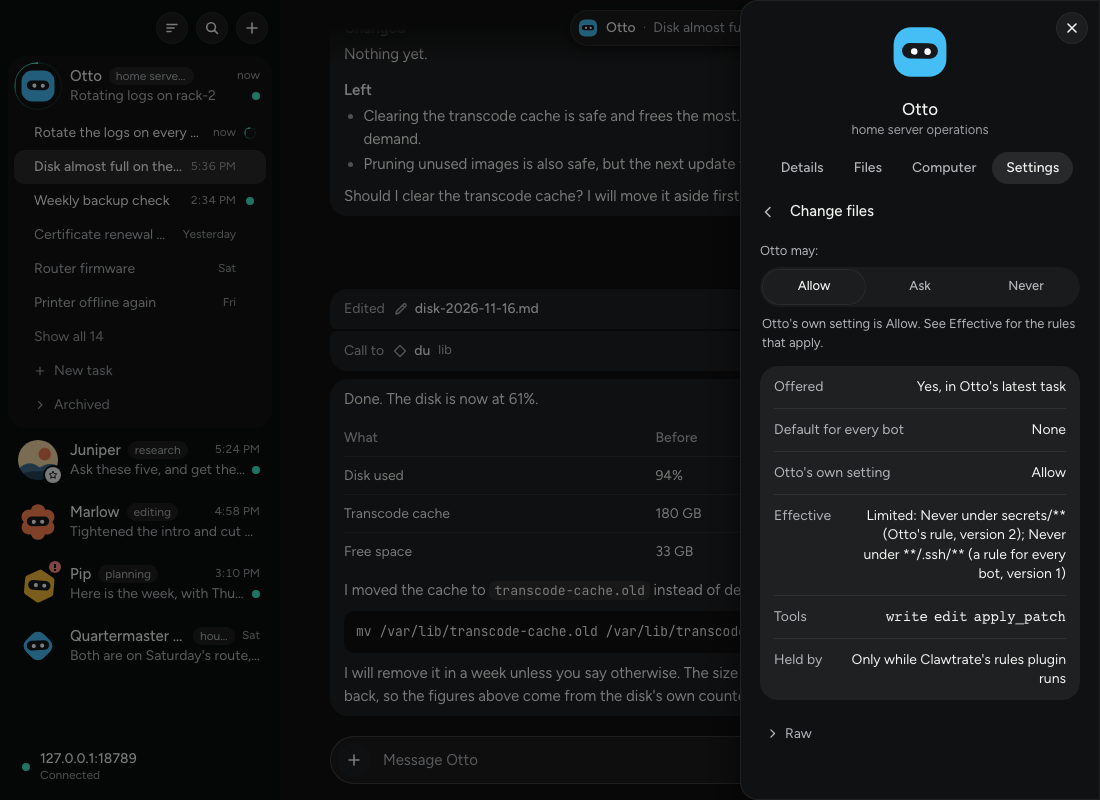 Otto home serve... now
Rotating logs on rack-2
Rotate the logs on every ... now
Disk almost full on the... 5:36 PM
Weekly backup check 2:34 PM
Certificate renewal ... Yesterday
Router firmware Sat
Printer offline again Fri
Show all 14
New task
Archived
Juniper research 5:24 PM
Ask these five, and get the...
Marlow editing 4:58 PM
Tightened the intro and cut ...
Pip planning 3:10 PM
Here is the week, with Thu...
Quartermaster ... hou... Sat
Both are on Saturday's route,...
127.0.0.1:18789
Connected
Otto · Disk almost fu
Nothing yet.
Left
Clearing the transcode cache is safe and frees the most.
demand.
Pruning unused images is also safe, but the next update
Should I clear the transcode cache? I will move it aside first
Edited disk-2026-11-16.md
Call to du lib
Done. The disk is now at 61%.
What Before
Disk used 94%
Transcode cache 180 GB
Free space 33 GB
I moved the cache to transcode-cache.old instead of de
mv /var/lib/transcode-cache.old /var/lib/transcod
I will remove it in a week unless you say otherwise. The size
back, so the figures above come from the disk's own count
Message Otto
Otto
home server operations
Details Files Computer Settings
Change files
Otto may:
Allow Ask Never
Otto's own setting is Allow. See Effective for the rules
that apply.
Offered Yes, in Otto's latest task
Default for every bot None
Otto's own setting Allow
Effective Limited: Never under secrets/**
(Otto's rule, version 2); Never
under **/.ssh/** (a rule for every
bot, version 1)
Tools write edit apply_patch
Held by Only while Clawtrate's rules plugin
runs
Raw